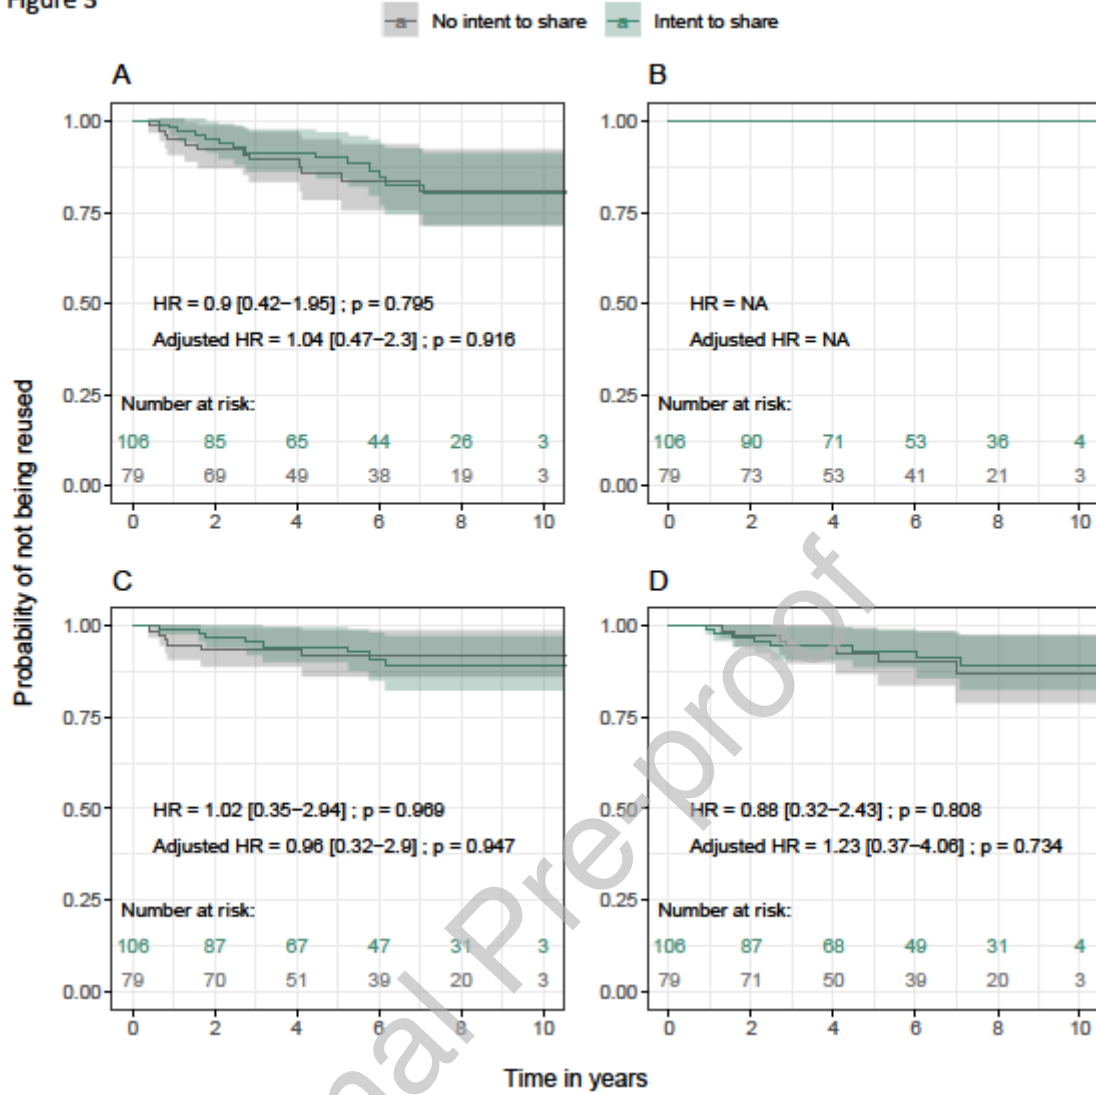 Figure 3
a No intent to share a Intent to share
Probability of not being reused
A
1.00
0.75
0.50
0.25
0.00
HR = 0.9 [0.42−1.95] ; p = 0.795
Adjusted HR = 1.04 [0.47−2.3] ; p = 0.916
Number at risk:
106 85 65 44 26 3
79 69 49 38 19 3
0 2 4 6 8 10
B
1.00
0.75
0.50
0.25
0.00
HR = NA
Adjusted HR = NA
Number at risk:
106 90 71 53 36 4
79 73 53 41 21 3
0 2 4 6 8 10
C
1.00
0.75
0.50
0.25
0.00
HR = 1.02 [0.35−2.94] ; p = 0.969
Adjusted HR = 0.96 [0.32−2.9] ; p = 0.947
Number at risk:
106 87 67 47 31 3
79 70 51 39 20 3
0 2 4 6 8 10
D
1.00
0.75
0.50
0.25
0.00
HR = 0.88 [0.32−2.43] ; p = 0.808
Adjusted HR = 1.23 [0.37−4.06] ; p = 0.734
Number at risk:
106 87 68 49 31 4
79 71 50 39 20 3
0 2 4 6 8 10
Time in years
nal Pre-proof